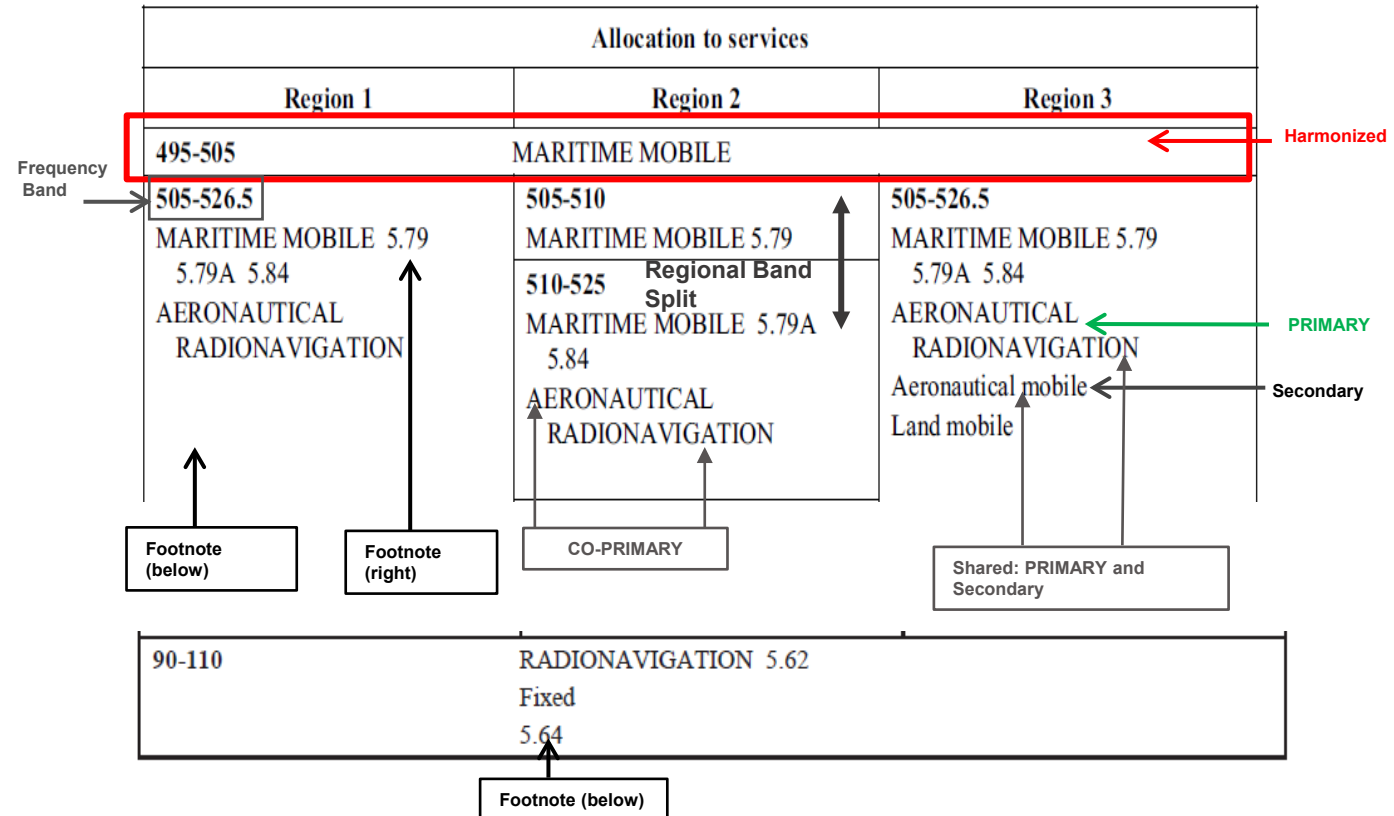 Allocation to services
Region 1
Region 2
Region 3
495-505
MARITIME MOBILE
Harmonized
Frequency
Band
505-526.5
MARITIME MOBILE 5.79
5.79A 5.84
AERONAUTICAL
RADIONAVIGATION
505-510
MARITIME MOBILE 5.79
Regional Band
Split
510-525
MARITIME MOBILE 5.79A
5.84
AERONAUTICAL
RADIONAVIGATION
505-526.5
MARITIME MOBILE 5.79
5.79A 5.84
AERONAUTICAL
RADIONAVIGATION
Aeronautical mobile
Land mobile
PRIMARY
Secondary
Footnote
(below)
Footnote
(right)
CO-PRIMARY
Shared: PRIMARY and
Secondary
90-110
RADIONAVIGATION 5.62
Fixed
5.64
Footnote (below)